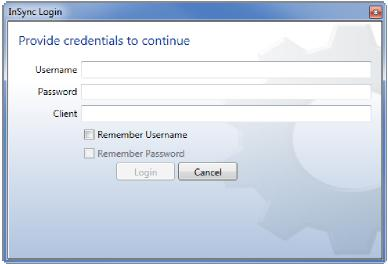 InSync Login
Provide credentials to continue
Username
Password
Client
Remember Username
Remember Password
Login Cancel